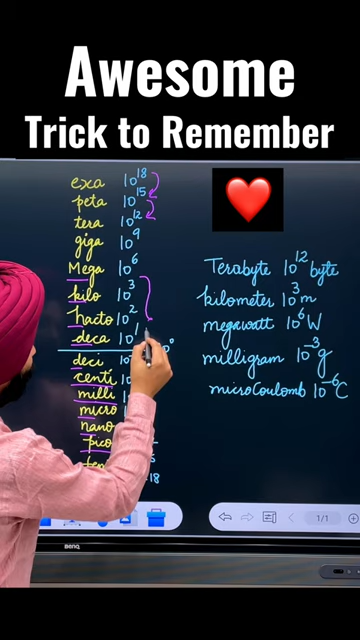 Awesome
Trick to Remember
exa 10^18
peta 10^15
tera 10^12
giga 10^9
Mega 10^6
kilo 10^3
hacto 10^2
deca 10^1
deci 10
centi 10
milli
micro
nano
pico
Terabyte 10^12 byte
kilometer 10^3 m
megawatt 10^6 W
milligram 10^-3 g
microCoulomb 10^-6 C
1/1
BenQ